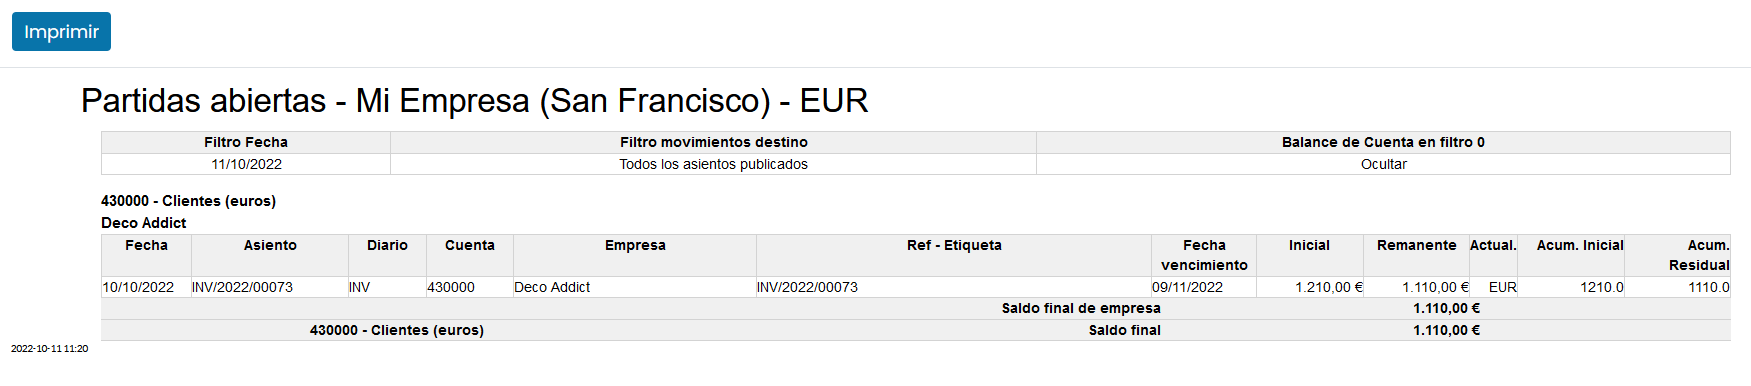 Imprimir
Partidas abiertas - Mi Empresa (San Francisco) - EUR
Filtro Fecha Filtro movimientos destino Balance de Cuenta en filtro 0
11/10/2022 Todos los asientos publicados Ocultar
430000 - Clientes (euros)
Deco Addict
Fecha Asiento Diario Cuenta Empresa Ref - Etiqueta Fecha vencimiento Inicial Remanente Actual. Acum. Inicial Acum. Residual
10/10/2022 INV/2022/00073 INV 430000 Deco Addict INV/2022/00073 09/11/2022 1.210,00 € 1.110,00 € EUR 1210.0 1110.0
Saldo final de empresa 1.110,00 €
430000 - Clientes (euros) Saldo final 1.110,00 €
2022-10-11 11:20